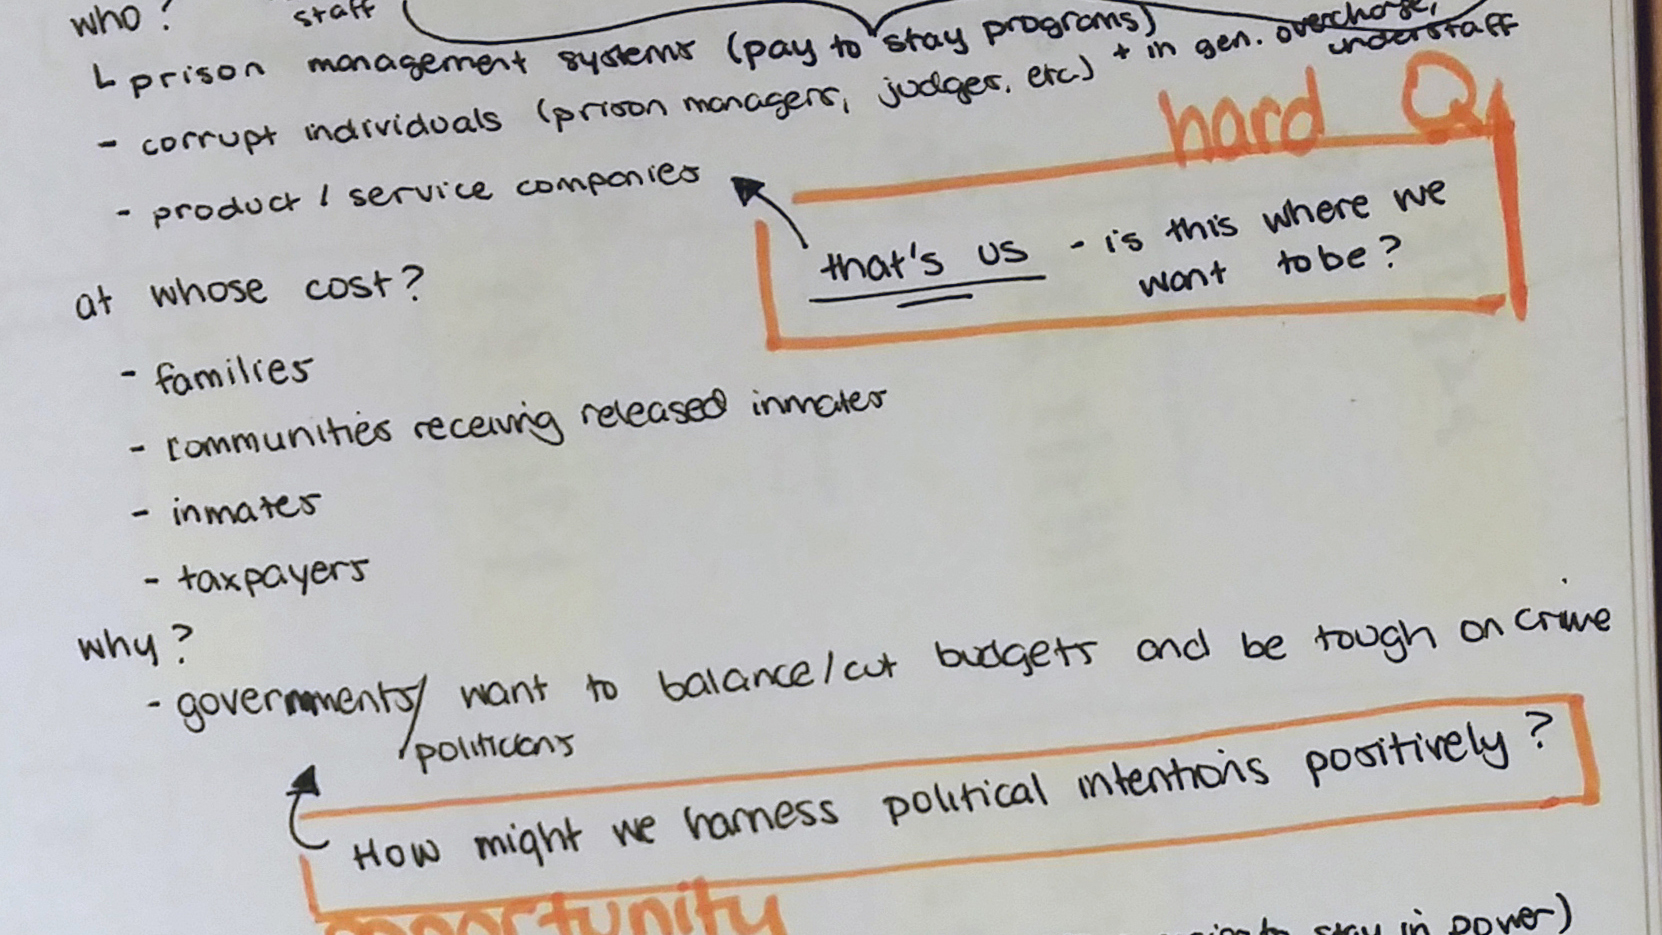 who?
staff
prison management systems (pay to stay programs)
+ in gen. overcharge,
understaff
- corrupt individuals (prison managers, judges, etc.)
hard Q
- product / service companies
that's us - is this where we
want to be?
at whose cost?
- families
- communities receiving released inmates
- inmates
- taxpayers
why?
- governments/ want to balance/cut budgets and be tough on crime
politicians
How might we harness political intentions positively?
opportunity
to stay in power)